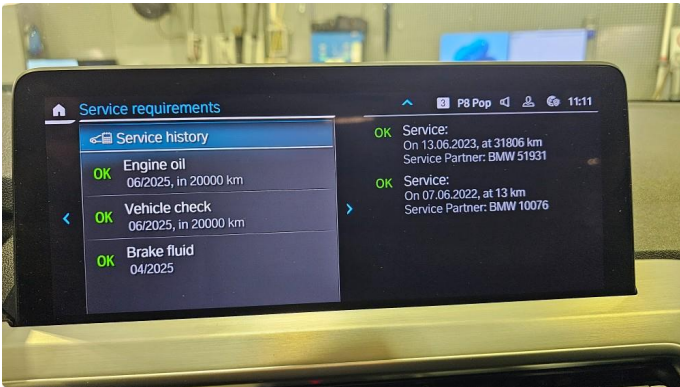 Service requirements
3 P8 Pop 11:11
Service history
OK Engine oil
06/2025, in 20000 km
OK Vehicle check
06/2025, in 20000 km
OK Brake fluid
04/2025
OK Service:
On 13.06.2023, at 31806 km
Service Partner: BMW 51931
OK Service:
On 07.06.2022, at 13 km
Service Partner: BMW 10076